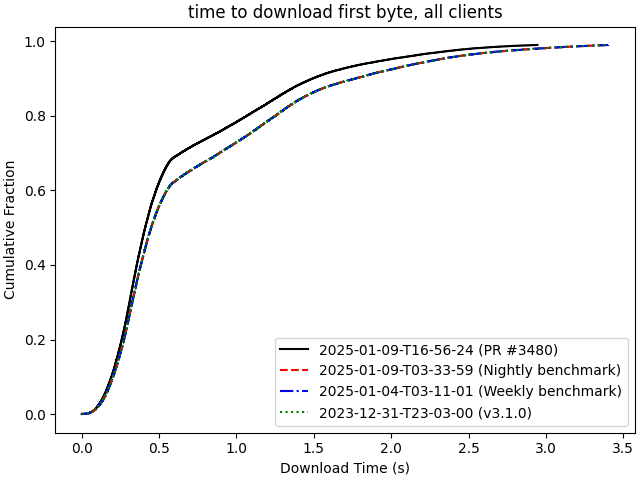 time to download first byte, all clients
Cumulative Fraction
1.0
0.8
0.6
0.4
0.2
0.0
2025-01-09-T16-56-24 (PR #3480)
2025-01-09-T03-33-59 (Nightly benchmark)
2025-01-04-T03-11-01 (Weekly benchmark)
2023-12-31-T23-03-00 (v3.1.0)
0.0 0.5 1.0 1.5 2.0 2.5 3.0 3.5
Download Time (s)